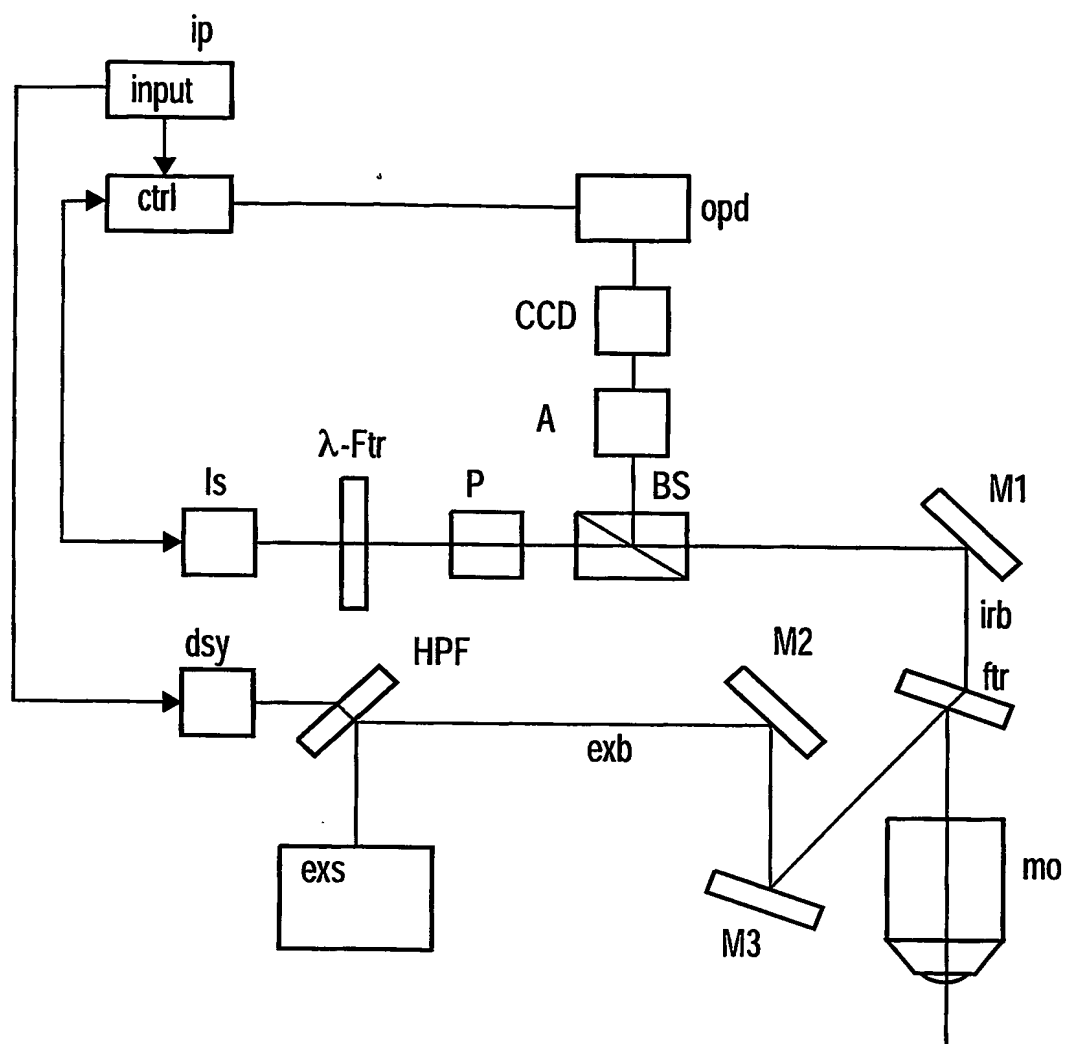 ip
input
ctrl
opd
CCD
A
λ-Ftr
ls
P
BS
M1
irb
dsy
HPF
M2
ftr
exb
exs
mo
M3